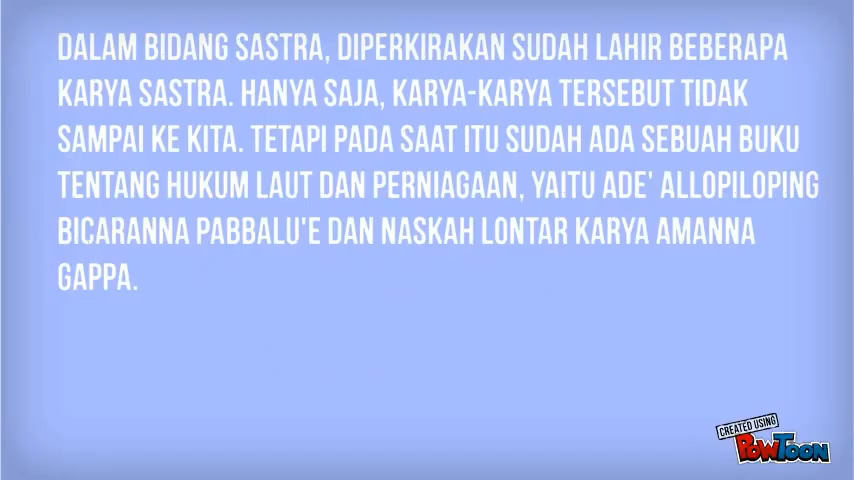 DALAM BIDANG SASTRA, DIPERKIRAKAN SUDAH LAHIR BEBERAPA
KARYA SASTRA. HANYA SAJA, KARYA-KARYA TERSEBUT TIDAK
SAMPAI KE KITA. TETAPI PADA SAAT ITU SUDAH ADA SEBUAH BUKU
TENTANG HUKUM LAUT DAN PERNIAGAAN, YAITU ADE' ALLOPILOPING
BICARANNA PABBALU'E DAN NASKAH LONTAR KARYA AMANNA
GAPPA.
CREATED USING
POWTOON